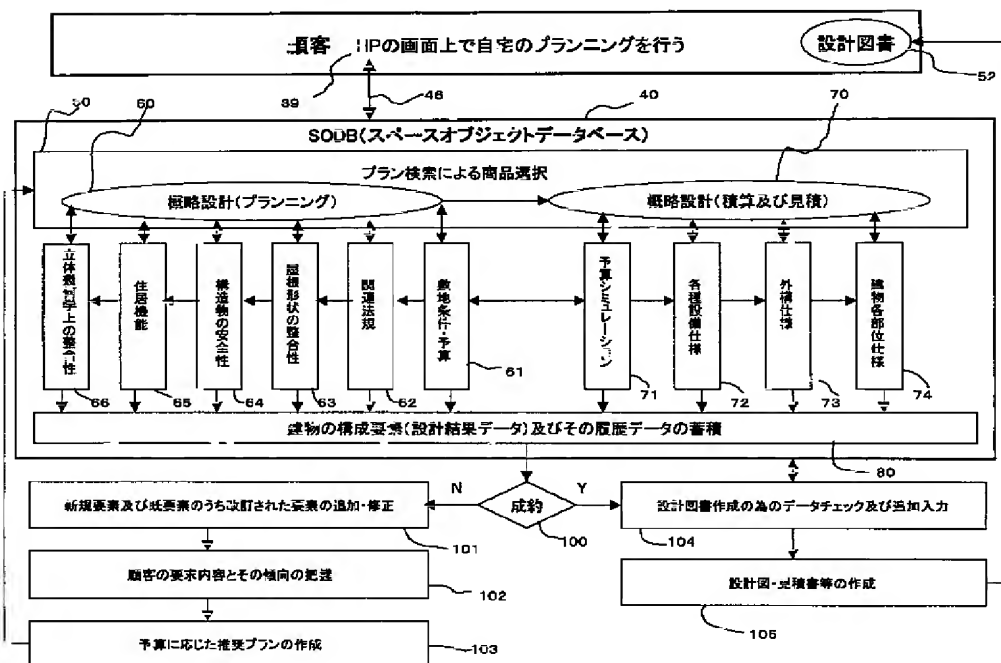 顧客 HPの画面上で自宅のプランニングを行う
設計図書
52
89
46
50
60
40
70
SODB(スペースオブジェクトデータベース)
プラン検索による商品選択
概略設計(プランニング)
概略設計(積算及び見積)
立体幾何学上の整合性
住居機能
構造物の安全性
屋根形状の整合性
関連法規
敷地条件・予算
予算シミュレーション
各種設備仕様
外構仕様
建物各部位仕様
66
65
64
63
62
61
71
72
73
74
建物の構成要素(設計結果データ)及びその履歴データの蓄積
80
N
成約
Y
100
新規要素及び既要素のうち改訂された要素の追加・修正
101
設計図書作成の為のデータチェック及び追加入力
104
顧客の要求内容とその傾向の把握
102
設計図・見積書等の作成
105
予算に応じた推奨プランの作成
103